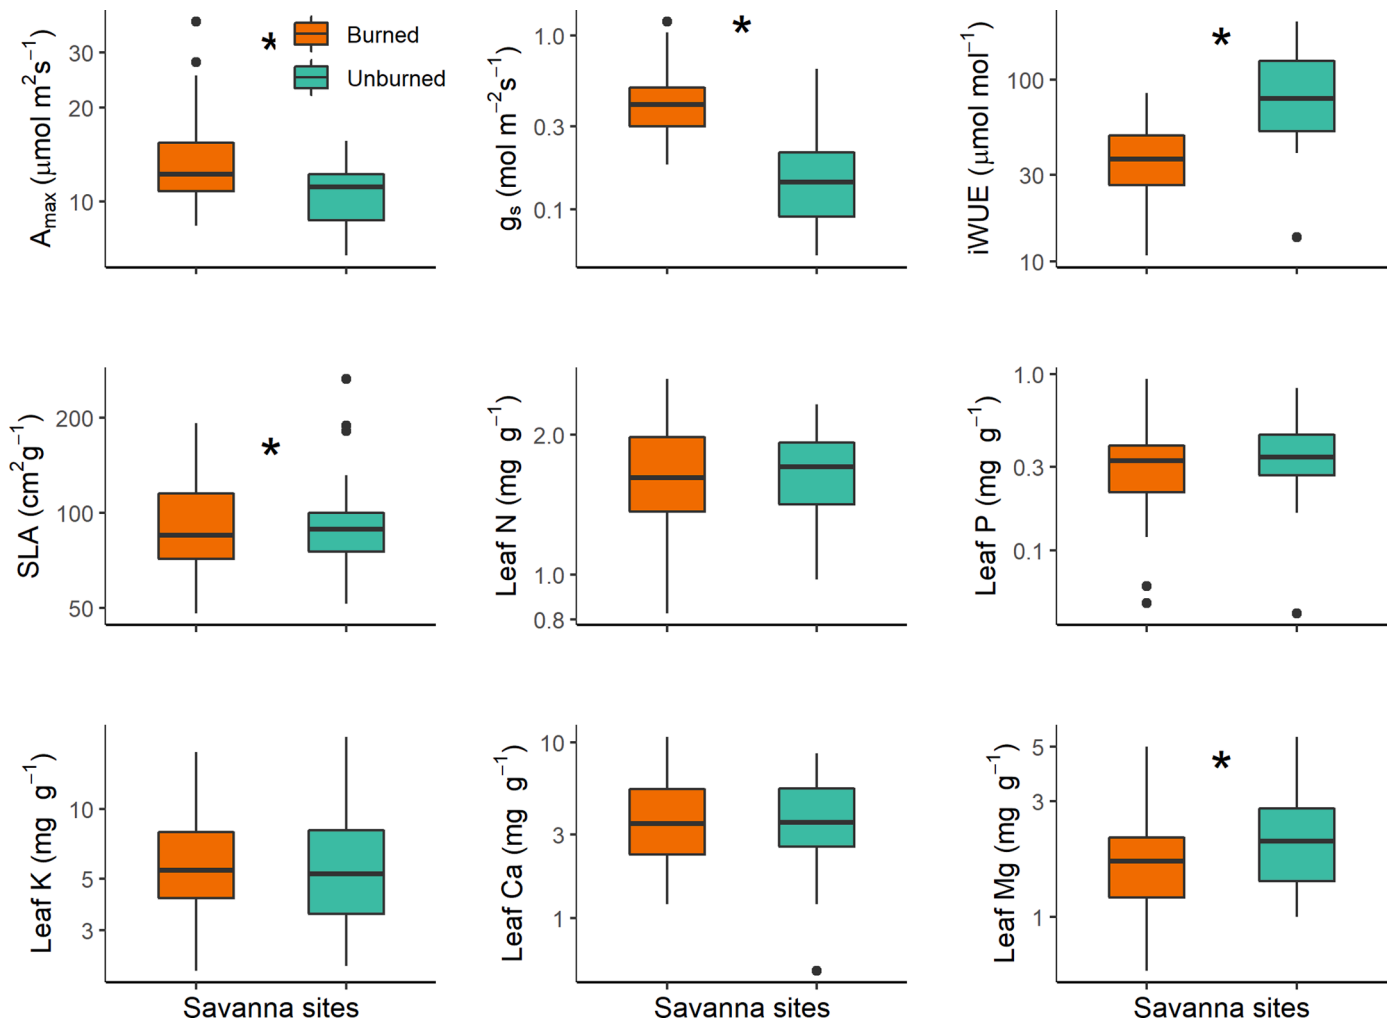 Amax (μmol m²s⁻¹)
30
20
10
*
Burned
Unburned
gs (mol m⁻²s⁻¹)
1.0
0.3
0.1
*
iWUE (μmol mol⁻¹)
100
30
10
*
SLA (cm²g⁻¹)
200
100
50
*
Leaf N (mg g⁻¹)
2.0
1.0
0.8
Leaf P (mg g⁻¹)
1.0
0.3
0.1
Leaf K (mg g⁻¹)
10
5
3
Savanna sites
Leaf Ca (mg g⁻¹)
10
3
1
Savanna sites
Leaf Mg (mg g⁻¹)
5
3
1
*
Savanna sites